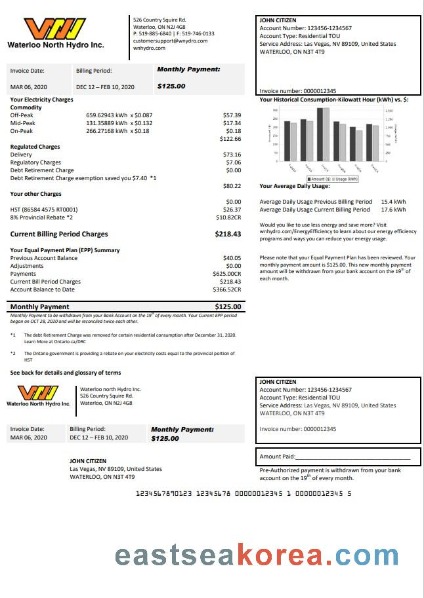 WNH
Waterloo North Hydro Inc.
526 Country Squire Rd.
Waterloo, ON N2J 4G8
P 519-885-6840 | F: 519-746-0133
customersupport@wnydro.com
wnhydro.com
JOHN CITIZEN
Account Number: 123456-1234567
Account Type: Residential TOU
Service Address: Las Vegas, NV 89109, United States
WATERLOO, ON N3T 4T9
Invoice number: 0000012345
Invoice Date:
Billing Period:
Monthly Payment:
MAR 06, 2020
DEC 12 – FEB 10, 2020
$125.00
Your Electricity Charges
Commodity
Off-Peak 659.62943 kWh x $0.087 $57.39
Mid-Peak 131.35889 kWh x $0.132 $17.34
On-Peak 266.27168 kWh x $0.18 $0.18
$122.66
Regulated Charges
Delivery $73.16
Regulatory Charges $7.06
Debt Retirement Charge $0.00
Debt Retirement Charge exemption saved you $7.40 *1
$80.22
Your other Charges
$0.00
HST (86584 4575 RT0001) $26.37
8% Provincial Rebate *2 $10.82CR
Current Billing Period Charges $218.43
Your Equal Payment Plan (EPP) Summary
Previous Account Balance $40.05
Adjustments $0.00
Payments $625.00CR
Current Bill Period Charges $218.43
Account Balance to Date $366.52CR
Monthly Payment $125.00
Monthly Payment to be withdrawn from your Bank Account on the 19th of every month. Your Current EPP period
began on OCT 28, 2020 and will be reconciled twice each other.
*1 The debt Retirement Charge was removed for certain residential consumption after December 31, 2020.
Learn More at Ontario.ca/DRC
*2 The Ontario government is providing a rebate on your electricity costs equal to the provincial portion of
HST
See back for details and glossary of terms
Your Historical Consumption-Kilowatt Hour (kWh) vs. $:
Amount ($) Usage (kWh)
Your Average Daily Usage:
Average Daily Usage Previous Billing Period 15.4 kWh
Average Daily Usage Current Billing Period 17.6 kWh
Would you like to use less energy and save more? Visit
wnhydro.com/EnergyEfficiency to learn about our energy efficiency
programs and ways you can reduce your energy usage.
Please note that your Equal Payment Plan has been reviewed. Your
monthly payment amount is $125.00. This new monthly payment
amount will be withdrawn from your bank account on the 19th of
each month.
WNH
Waterloo North Hydro Inc.
Waterloo north Hydro Inc.
526 Country Squire Rd.
Waterloo, ON N2J 4G8
JOHN CITIZEN
Account Number: 123456-1234567
Account Type: Residential TOU
Service Address: Las Vegas, NV 89109, United States
WATERLOO, ON N3T 4T9
Invoice number: 0000012345
Invoice Date:
Billing Period:
Monthly Payment:
MAR 06, 2020
DEC 12 – FEB 10, 2020
$125.00
Amount Paid:
JOHN CITIZEN
Las Vegas, NV 89109, United States
WATERLOO, ON N3T 4T9
Pre-Authorized payment is withdrawn from your bank
account on the 19th of every month.
1234567890123 12345678 00000012345 1 00000012345 5
eastseakorea.com